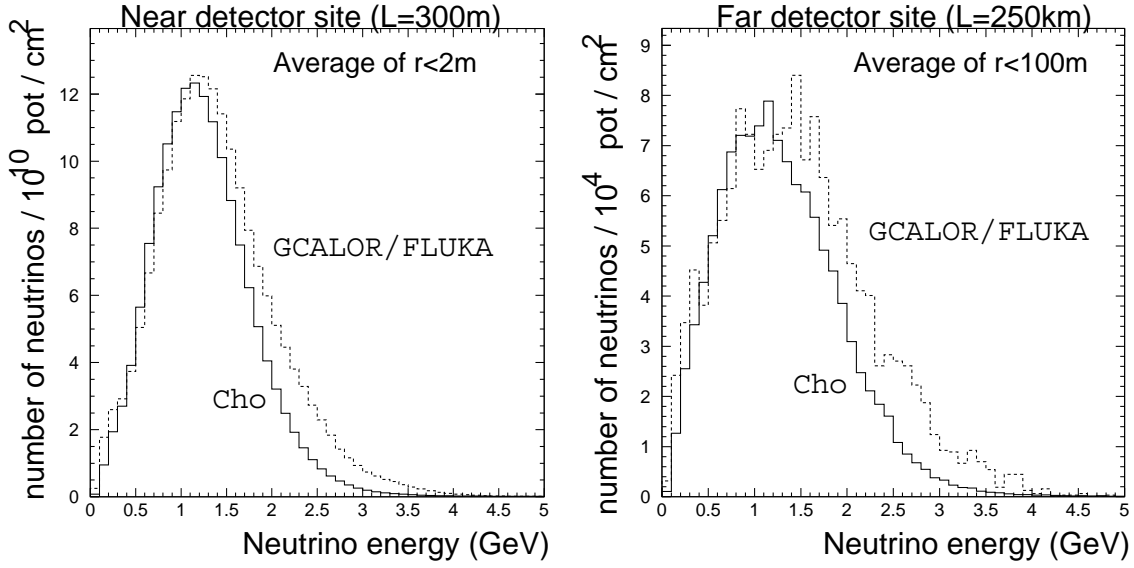 Near detector site (L=300m)
number of neutrinos / 10^10 pot / cm^2
12
10
8
6
4
2
0
Average of r<2m
GCALOR/FLUKA
Cho
0 0.5 1 1.5 2 2.5 3 3.5 4 4.5 5
Neutrino energy (GeV)
Far detector site (L=250km)
number of neutrinos / 10^4 pot / cm^2
9
8
7
6
5
4
3
2
1
0
Average of r<100m
GCALOR/FLUKA
Cho
0 0.5 1 1.5 2 2.5 3 3.5 4 4.5 5
Neutrino energy (GeV)